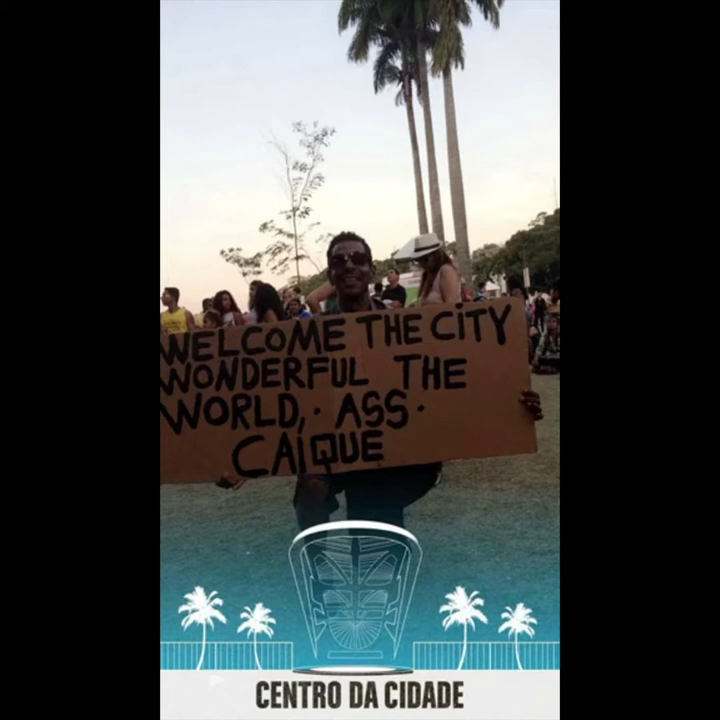 WELCOME THE CITY
WONDERFUL THE
WORLD,. ASS.
CAIQUE
CENTRO DA CIDADE